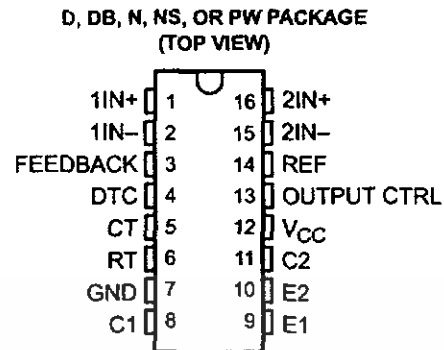 D, DB, N, NS, OR PW PACKAGE
(TOP VIEW)
1IN+ 1 16 2IN+
1IN– 2 15 2IN–
FEEDBACK 3 14 REF
DTC 4 13 OUTPUT CTRL
CT 5 12 VCC
RT 6 11 C2
GND 7 10 E2
C1 8 9 E1